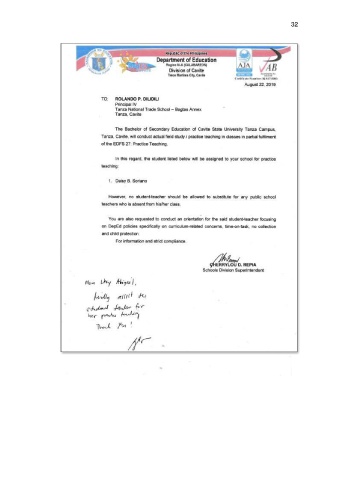 32
Republic of the Philippines
Department of Education
Region IV-A (CALABARZON)
Division of Cavite
Trece Martires City, Cavite
August 22, 2016
TO: ROLANDO P. DILIDILI
Principal IV
Tanza National Trade School – Bagtas Annex
Tanza, Cavite
The Bachelor of Secondary Education of Cavite State University Tanza Campus,
Tanza, Cavite, will conduct actual field study / practice teaching in classes in partial fulfilment
of the EDFS 27: Practice Teaching.
In this regard, the student listed below will be assigned to your school for practice
teaching:
1. Daisy B. Soriano
However, no student-teacher should be allowed to substitute for any public school
teachers who is absent from his/her class.
You are also requested to conduct an orientation for the said student-teacher focusing
on DepEd policies specifically on curriculum-related concerns, time-on-task, no collection
and child protection.
For information and strict compliance.
CHERRYLOU D. REPIA
Schools Division Superintendent
kindly assist the
student teacher for
her practice teaching
Thank you!